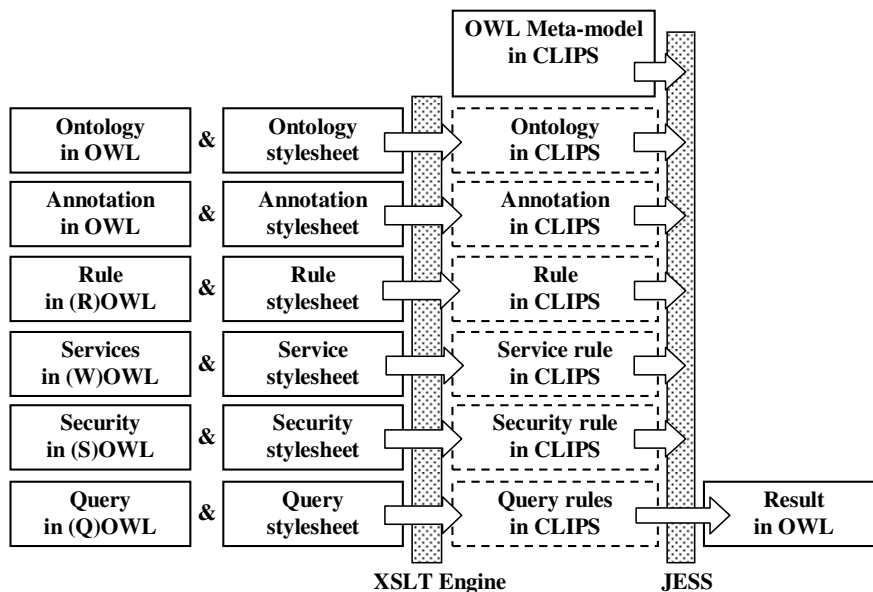 OWL Meta-model
in CLIPS
Ontology
in OWL
&
Ontology
stylesheet
Ontology
in CLIPS
Annotation
in OWL
&
Annotation
stylesheet
Annotation
in CLIPS
Rule
in (R)OWL
&
Rule
stylesheet
Rule
in CLIPS
Services
in (W)OWL
&
Service
stylesheet
Service rule
in CLIPS
Security
in (S)OWL
&
Security
stylesheet
Security rule
in CLIPS
Query
in (Q)OWL
&
Query
stylesheet
Query rules
in CLIPS
Result
in OWL
XSLT Engine
JESS